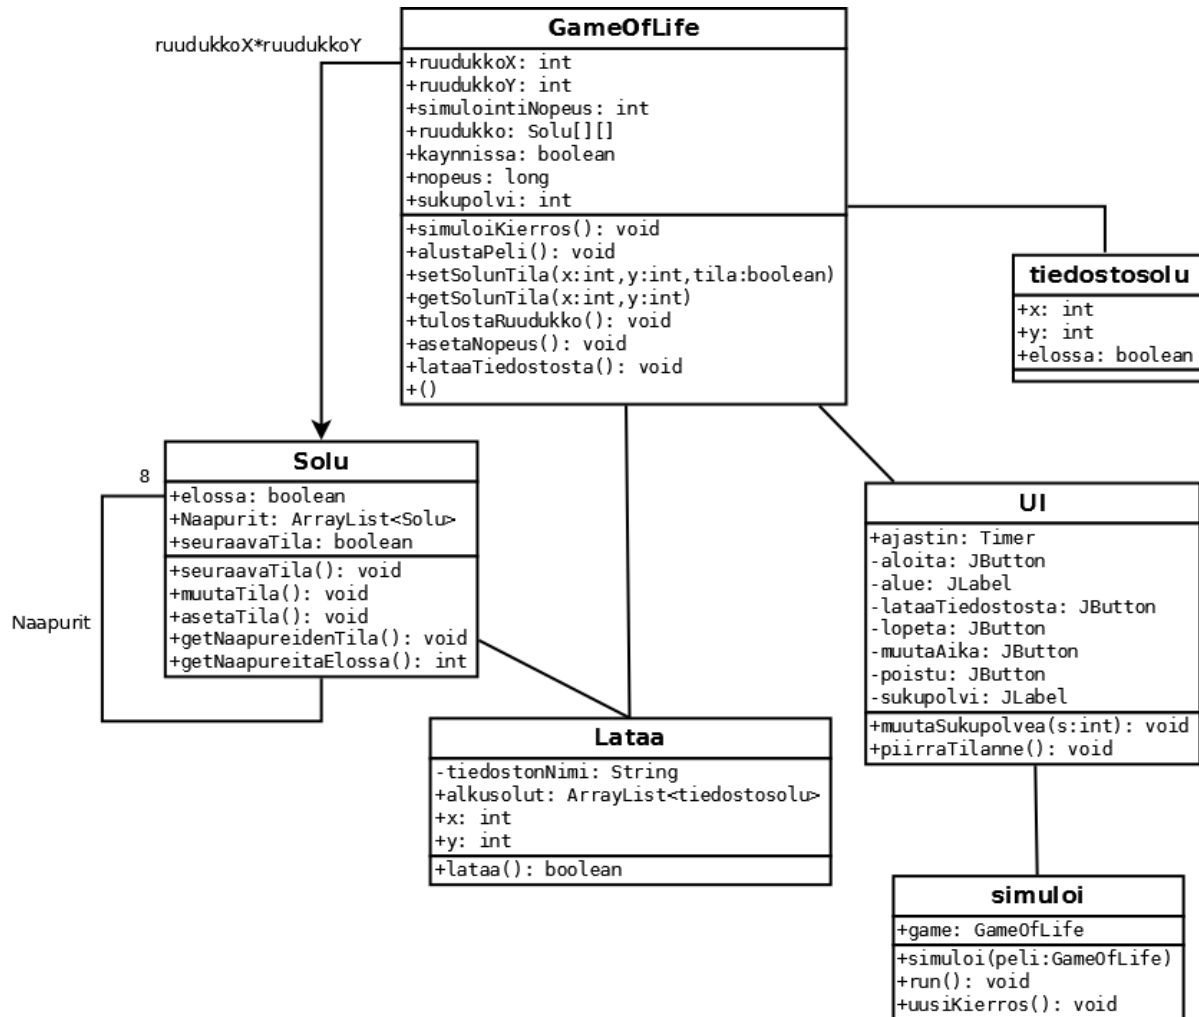 GameOfLife
+ruudukkoX: int
+ruudukkoY: int
+simulointiNopeus: int
+ruudukko: Solu[][]
+kaynnissa: boolean
+nopeus: long
+sukupolvi: int
+simuloiKierros(): void
+alustaPeli(): void
+setSolunTila(x:int,y:int,tila:boolean)
+getSolunTila(x:int,y:int)
+tulostaRuudukko(): void
+asetaNopeus(): void
+lataaTiedostosta(): void
+()
ruudukkoX*ruudukkoY
tiedostosolu
+x: int
+y: int
+elossa: boolean
Solu
+elossa: boolean
+Naapurit: ArrayList<Solu>
+seuraavaTila: boolean
+seuraavaTila(): void
+muutaTila(): void
+asetaTila(): void
+getNaapureidenTila(): void
+getNaapureitaElossa(): int
8
Naapurit
UI
+ajastin: Timer
-aloita: JButton
-alue: JLabel
-lataaTiedostosta: JButton
-lopeta: JButton
-muutaAika: JButton
-poistu: JButton
-sukupolvi: JLabel
+muutaSukupolvea(s:int): void
+piirraTilanne(): void
Lataa
-tiedostonNimi: String
+alkusolut: ArrayList<tiedostosolu>
+x: int
+y: int
+lataa(): boolean
simuloi
+game: GameOfLife
+simuloi(peli:GameOfLife)
+run(): void
+uusiKierros(): void